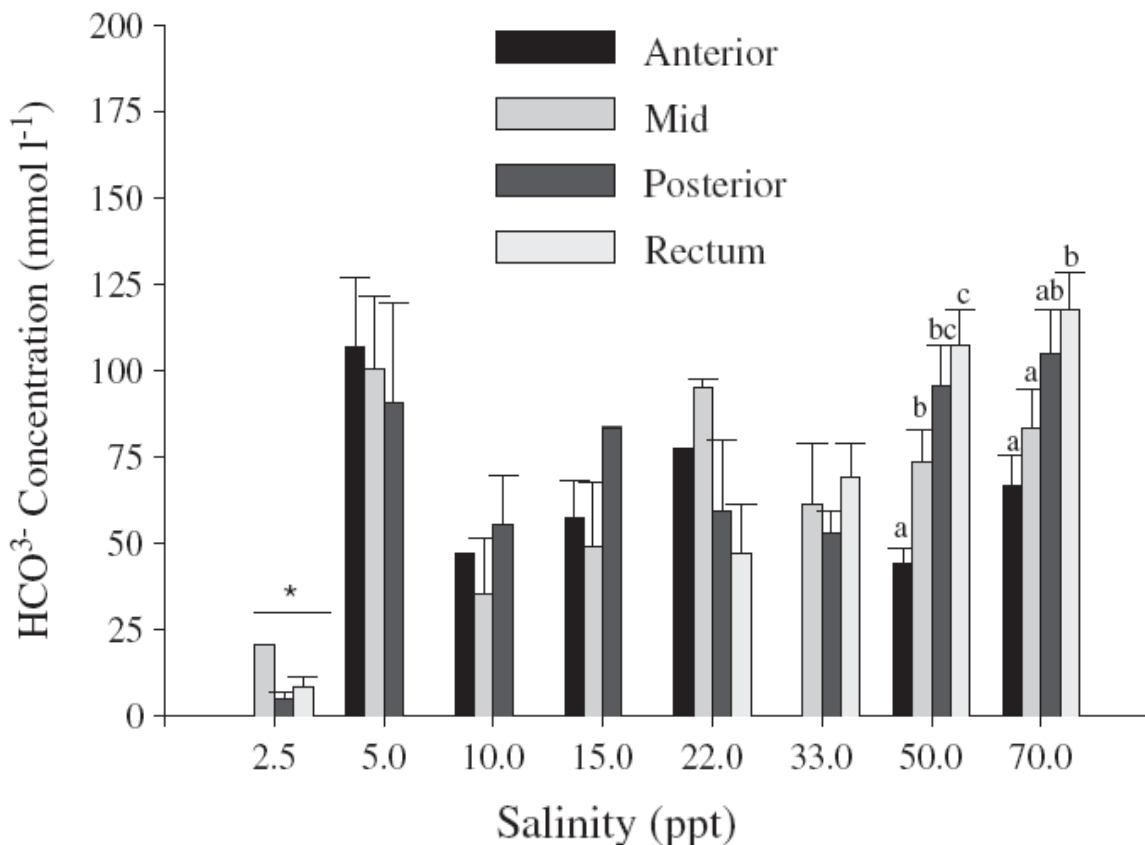 200
175
150
125
100
75
50
25
0
HCO³⁻ Concentration (mmol l⁻¹)
Anterior
Mid
Posterior
Rectum
*
a
b
bc
c
a
a
ab
b
2.5 5.0 10.0 15.0 22.0 33.0 50.0 70.0
Salinity (ppt)